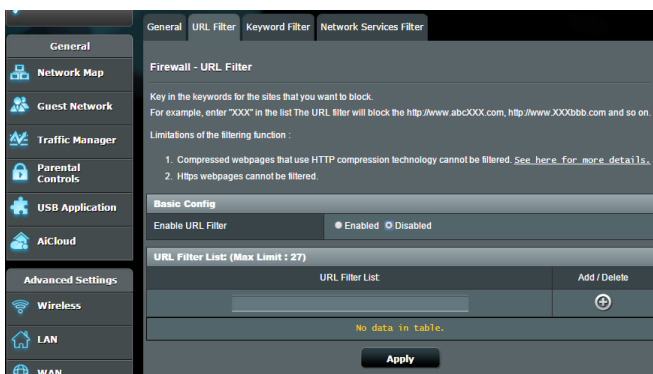 General URL Filter Keyword Filter Network Services Filter
General
Network Map
Guest Network
Traffic Manager
Parental
Controls
USB Application
AiCloud
Advanced Settings
Wireless
LAN
WAN
Firewall - URL Filter
Key in the keywords for the sites that you want to block.
For example, enter "XXX" in the list The URL filter will block the http://www.abcXXX.com, http://www.XXXbbb.com and so on.
Limitations of the filtering function :
1. Compressed webpages that use HTTP compression technology cannot be filtered. See here for more details.
2. Https webpages cannot be filtered.
Basic Config
Enable URL Filter Enabled Disabled
URL Filter List: (Max Limit : 27)
URL Filter List: Add / Delete
No data in table.
Apply